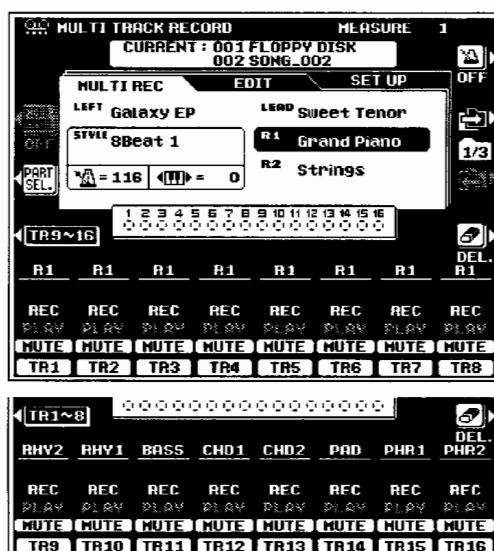 MULTI TRACK RECORD MEASURE 1
CURRENT : 001 FLOPPY DISK
002 SONG_002
OFF
MULTI REC EDIT SET UP
LEFT Galaxy EP LEAD Sweet Tenor
STYLE 8Beat 1 R1 Grand Piano
1/3
R2 Strings
PART SEL.
= 116 = 0
1 2 3 4 5 6 7 8 9 10 11 12 13 14 15 16
TR9~16
DEL.
R1 R1 R1 R1 R1 R1 R1 R1
REC REC REC REC REC REC REC REC
PLAY PLAY PLAY PLAY PLAY PLAY PLAY PLAY
MUTE MUTE MUTE MUTE MUTE MUTE MUTE MUTE
TR1 TR2 TR3 TR4 TR5 TR6 TR7 TR8
TR1~8
DEL.
RHY2 RHY1 BASS CHD1 CHD2 PAD PHR1 PHR2
REC REC REC REC REC REC REC REC
PLAY PLAY PLAY PLAY PLAY PLAY PLAY PLAY
MUTE MUTE MUTE MUTE MUTE MUTE MUTE MUTE
TR9 TR10 TR11 TR12 TR13 TR14 TR15 TR16